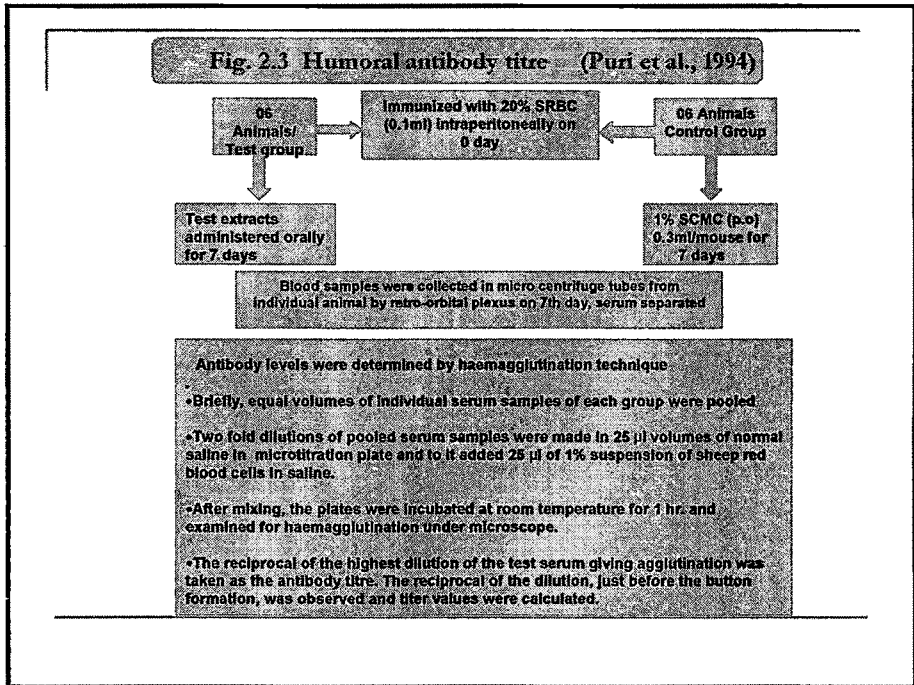 Fig. 2.3 Humoral antibody titre (Puri et al., 1994)
06
Animals/
Test group
Immunized with 20% SRBC
(0.1ml) intraperitoneally on
0 day
06 Animals
Control Group
Test extracts
administered orally
for 7 days
1% SCMC (p.o)
0.3ml/mouse for
7 days
Blood samples were collected in micro centrifuge tubes from
individual animal by retro-orbital plexus on 7th day, serum separated
Antibody levels were determined by haemagglutination technique
•Briefly, equal volumes of individual serum samples of each group were pooled
•Two fold dilutions of pooled serum samples were made in 25 µl volumes of normal
saline in microtitration plate and to it added 25 µl of 1% suspension of sheep red
blood cells in saline.
•After mixing, the plates were incubated at room temperature for 1 hr. and
examined for haemagglutination under microscope.
•The reciprocal of the highest dilution of the test serum giving agglutination was
taken as the antibody titre. The reciprocal of the dilution, just before the button
formation, was observed and titer values were calculated.